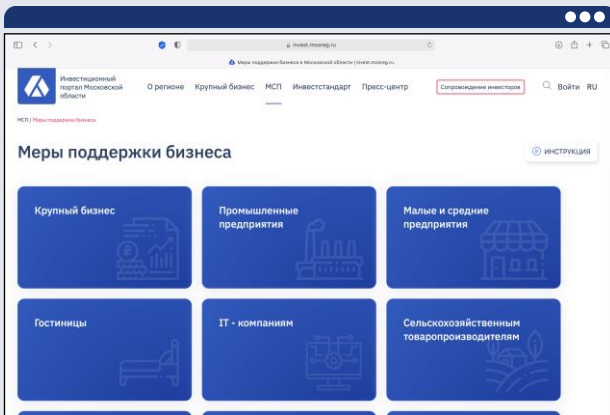 invest.mosreg.ru
Меры поддержки бизнеса в Московской области | invest.mosreg.ru
Инвестиционный
портал Московской
области
О регионе Крупный бизнес МСП Инвестстандарт Пресс-центр
Сопровождение инвесторов
Войти RU
МСП / Меры поддержки бизнеса
Меры поддержки бизнеса
ИНСТРУКЦИЯ
Крупный бизнес
Промышленные
предприятия
Малые и средние
предприятия
Гостиницы
IT - компаниям
Сельскохозяйственным
товаропроизводителям